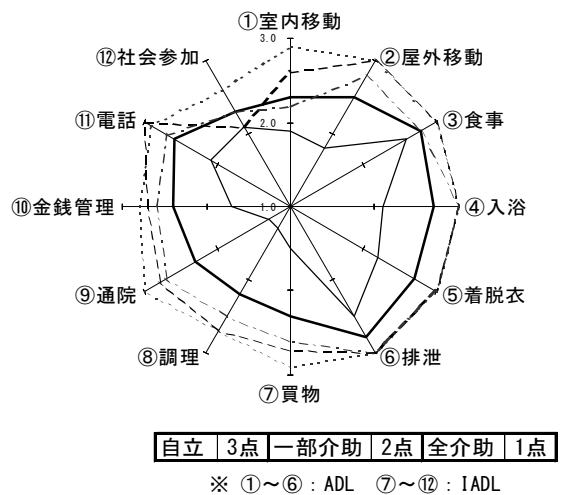 ①室内移動
3.0
⑫社会参加
②屋外移動
⑪電話
2.0
③食事
⑩金銭管理
1.0
④入浴
⑨通院
⑤着脱衣
⑧調理
⑥排泄
⑦買物
自立 3点 一部介助 2点 全介助 1点
※ ①～⑥：ADL ⑦～⑫：IADL